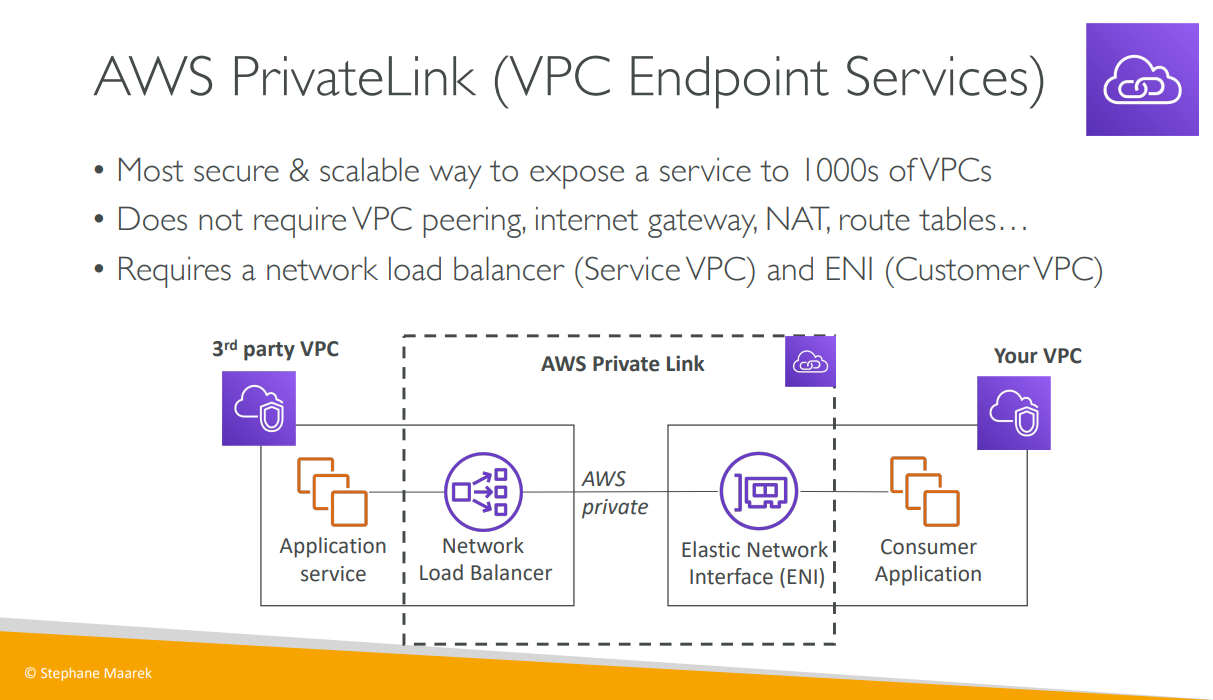 AWS PrivateLink (VPC Endpoint Services)
• Most secure & scalable way to expose a service to 1000s of VPCs
• Does not require VPC peering, internet gateway, NAT, route tables…
• Requires a network load balancer (Service VPC) and ENI (Customer VPC)
3rd party VPC
AWS Private Link
Your VPC
Application
service
Network
Load Balancer
AWS
private
Elastic Network
Interface (ENI)
Consumer
Application
© Stephane Maarek